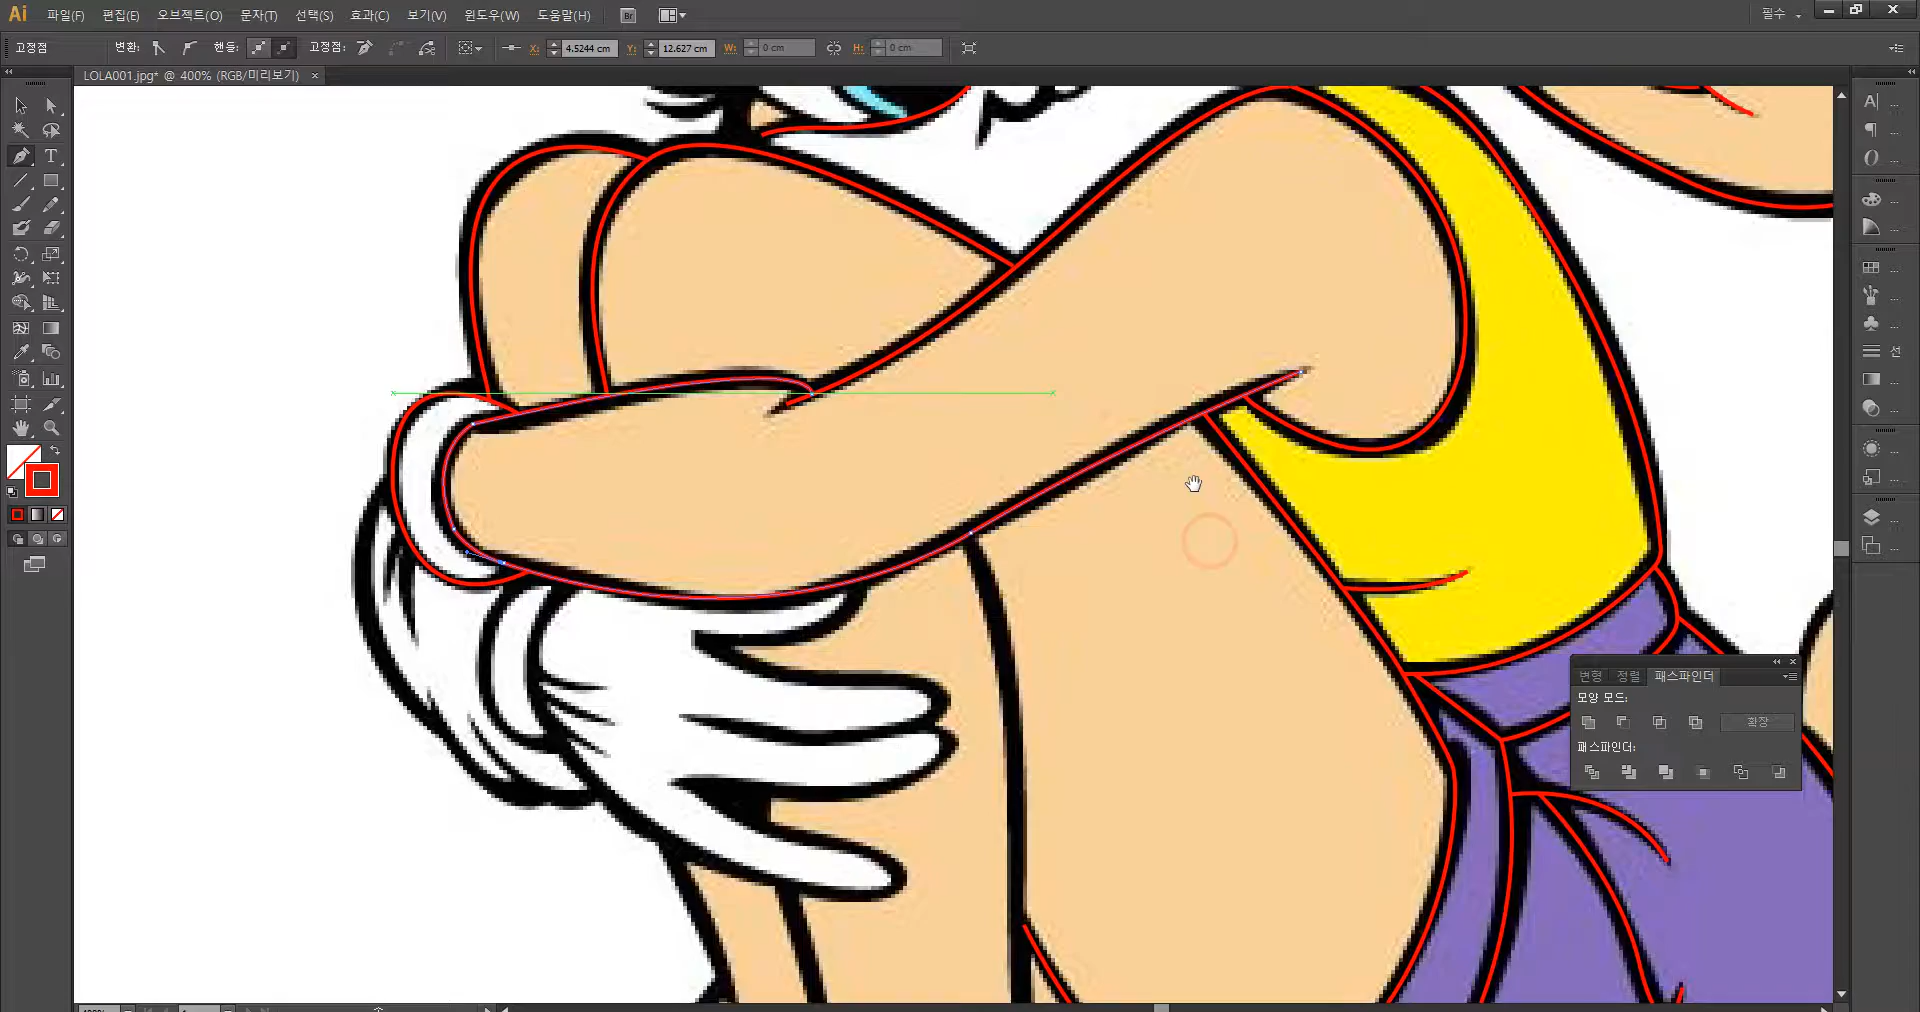 Ai 파일(F) 편집(E) 오브젝트(O) 문자(T) 선택(S) 효과(C) 보기(V) 윈도우(W) 도움말(H) Br 필수
고정점 변환: 핸들: 고정점: X: 4.5244 cm Y: 12.627 cm W: 0 cm H: 0 cm
LOLA001.jpg* @ 400% (RGB/미리보기) ×
선
변형 정렬 패스파인더
모양 모드:
확장
패스파인더: